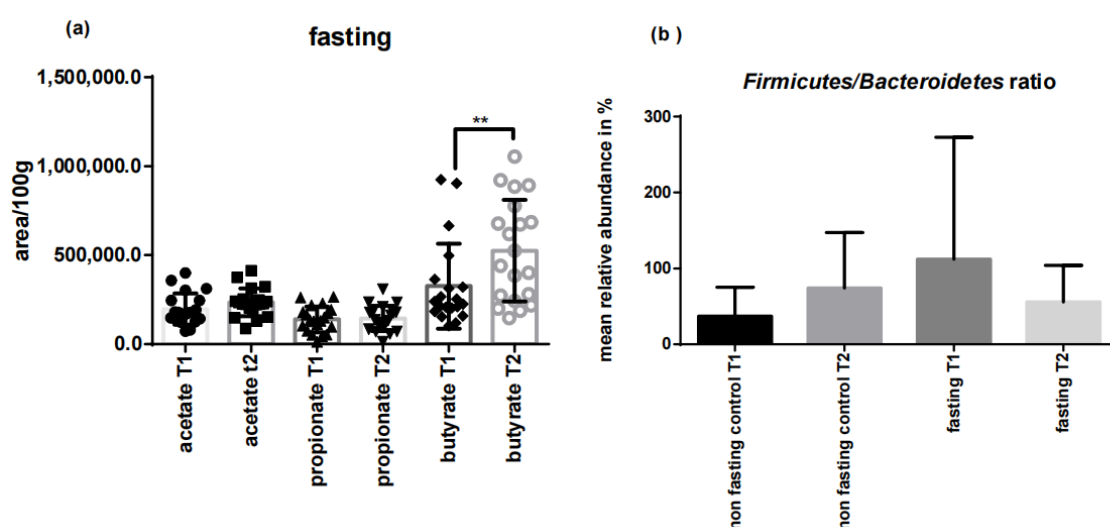 (a)
fasting
1,500,000.0
1,000,000.0
500,000.0
0.0
area/100g
**
acetate T1
acetate t2
propionate T1
propionate T2
butyrate T1
butyrate T2
(b )
Firmicutes/Bacteroidetes ratio
300
200
100
0
mean relative abundance in %
non fasting control T1
non fasting control T2
fasting T1
fasting T2